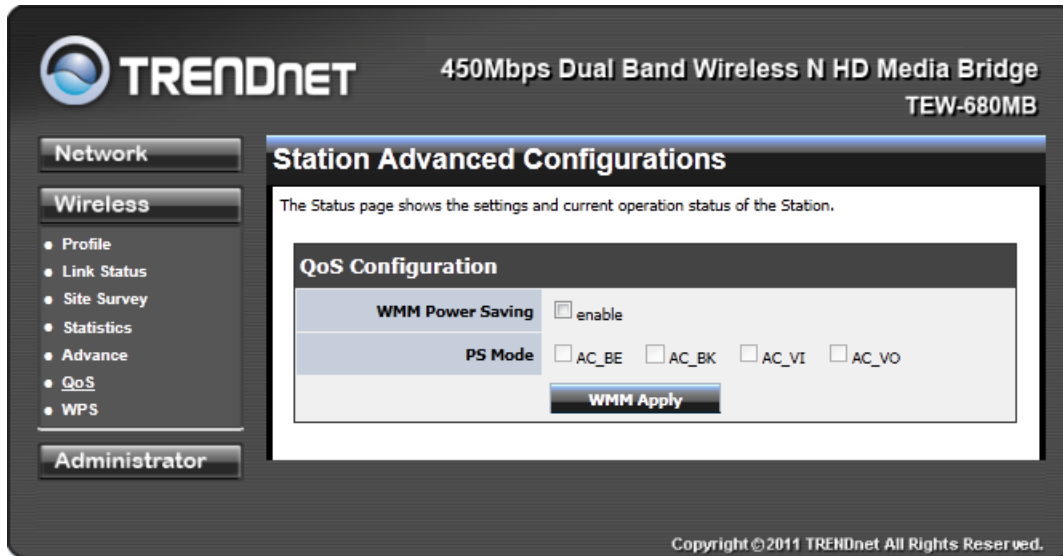 TRENDNET
450Mbps Dual Band Wireless N HD Media Bridge
TEW-680MB
Network
Wireless
Profile
Link Status
Site Survey
Statistics
Advance
QoS
WPS
Administrator
Station Advanced Configurations
The Status page shows the settings and current operation status of the Station.
QoS Configuration
WMM Power Saving enable
PS Mode AC_BE AC_BK AC_VI AC_VO
WMM Apply
Copyright©2011 TRENDnet All Rights Reserved.